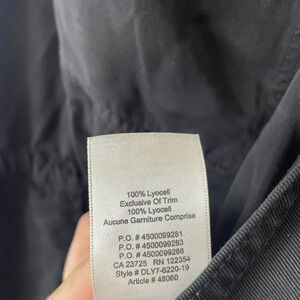 100% Lyocell
Exclusive Of Trim
100% Lyocell
Aucune Garniture Comprise
P.O. # 4500099281
P.O. # 4500099283
P.O. # 4500099286
CA 23725 RN 122354
Style # DLY7-6220-19
Article # 48060